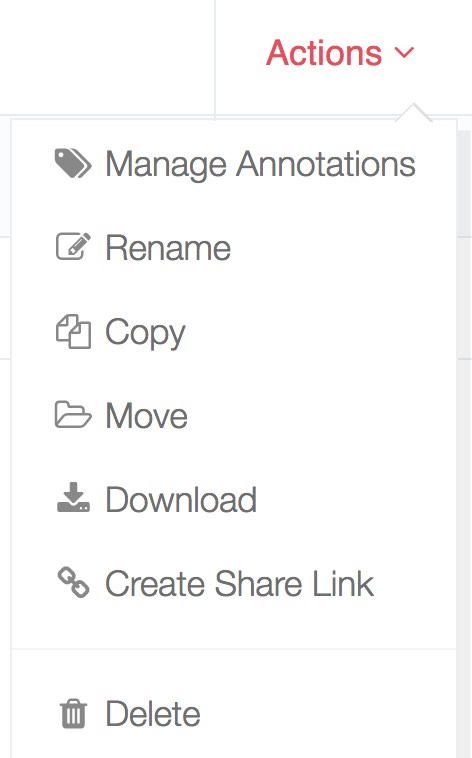 Actions
Manage Annotations
Rename
Copy
Move
Download
Create Share Link
Delete